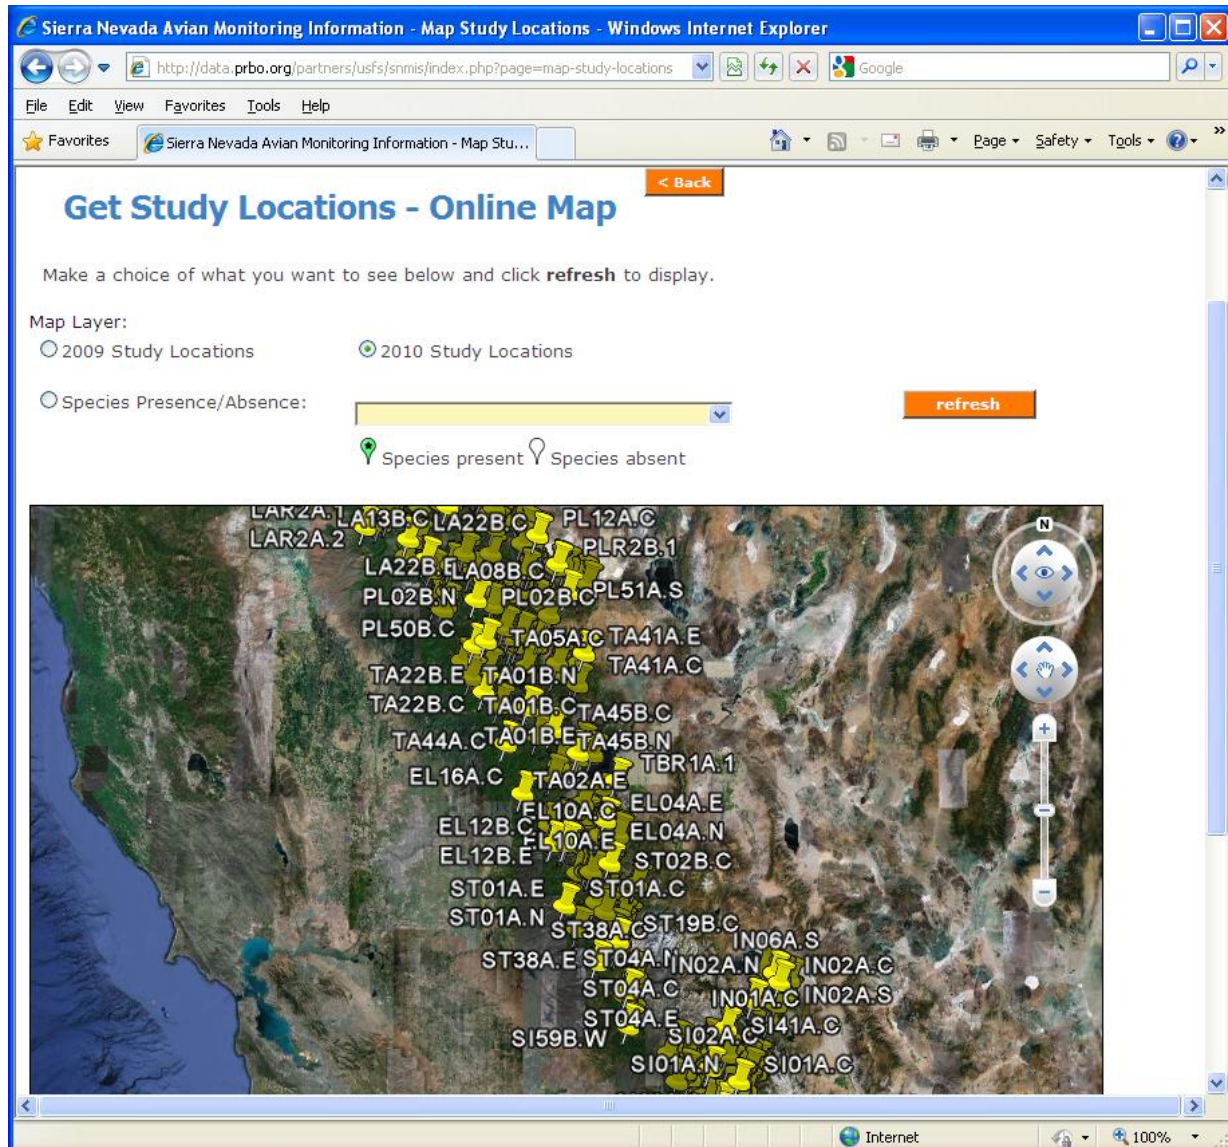 Sierra Nevada Avian Monitoring Information - Map Study Locations - Windows Internet Explorer
http://data.prbo.org/partners/usfs/snmis/index.php?page=map-study-locations Google
File Edit View Favorites Tools Help
Favorites Sierra Nevada Avian Monitoring Information - Map Stu... Page Safety Tools »
< Back
Get Study Locations - Online Map
Make a choice of what you want to see below and click refresh to display.
Map Layer:
2009 Study Locations 2010 Study Locations
Species Presence/Absence: refresh
Species present Species absent
LAR2A.1 LA13B.C LA22B.C PL12A.C
N
LAR2A.2 PLR2B.1
LA22B.E LA08B.C
PL02B.N PL02B.C PL51A.S
PL50B.C TA05A.C TA41A.E
TA22B.E TA01B.N TA41A.C
TA22B.C TA01B.C TA45B.C
TA44A.C TA01B.E TA45B.N
EL16A.C TA02A.E TBR1A.1
EL10A.C EL04A.E
EL12B.C EL10A.E EL04A.N
EL12B.E ST02B.C
ST01A.E ST01A.C
ST01A.N ST38A.C ST19B.C
IN06A.S
ST38A.E ST04A.N IN02A.N IN02A.C
ST04A.C IN01A.C IN02A.S
ST04A.E SI41A.C
SI59B.W SI02A.C
SI01A.N SI01A.C
Internet 100%